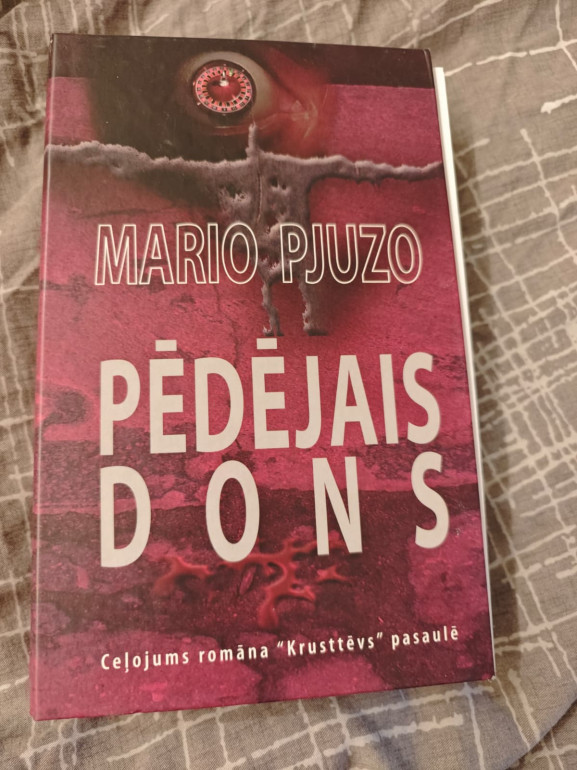 MARIO PJUZO
PĒDĒJAIS
DONS
Ceļojums romāna "Krusttēvs" pasaulē